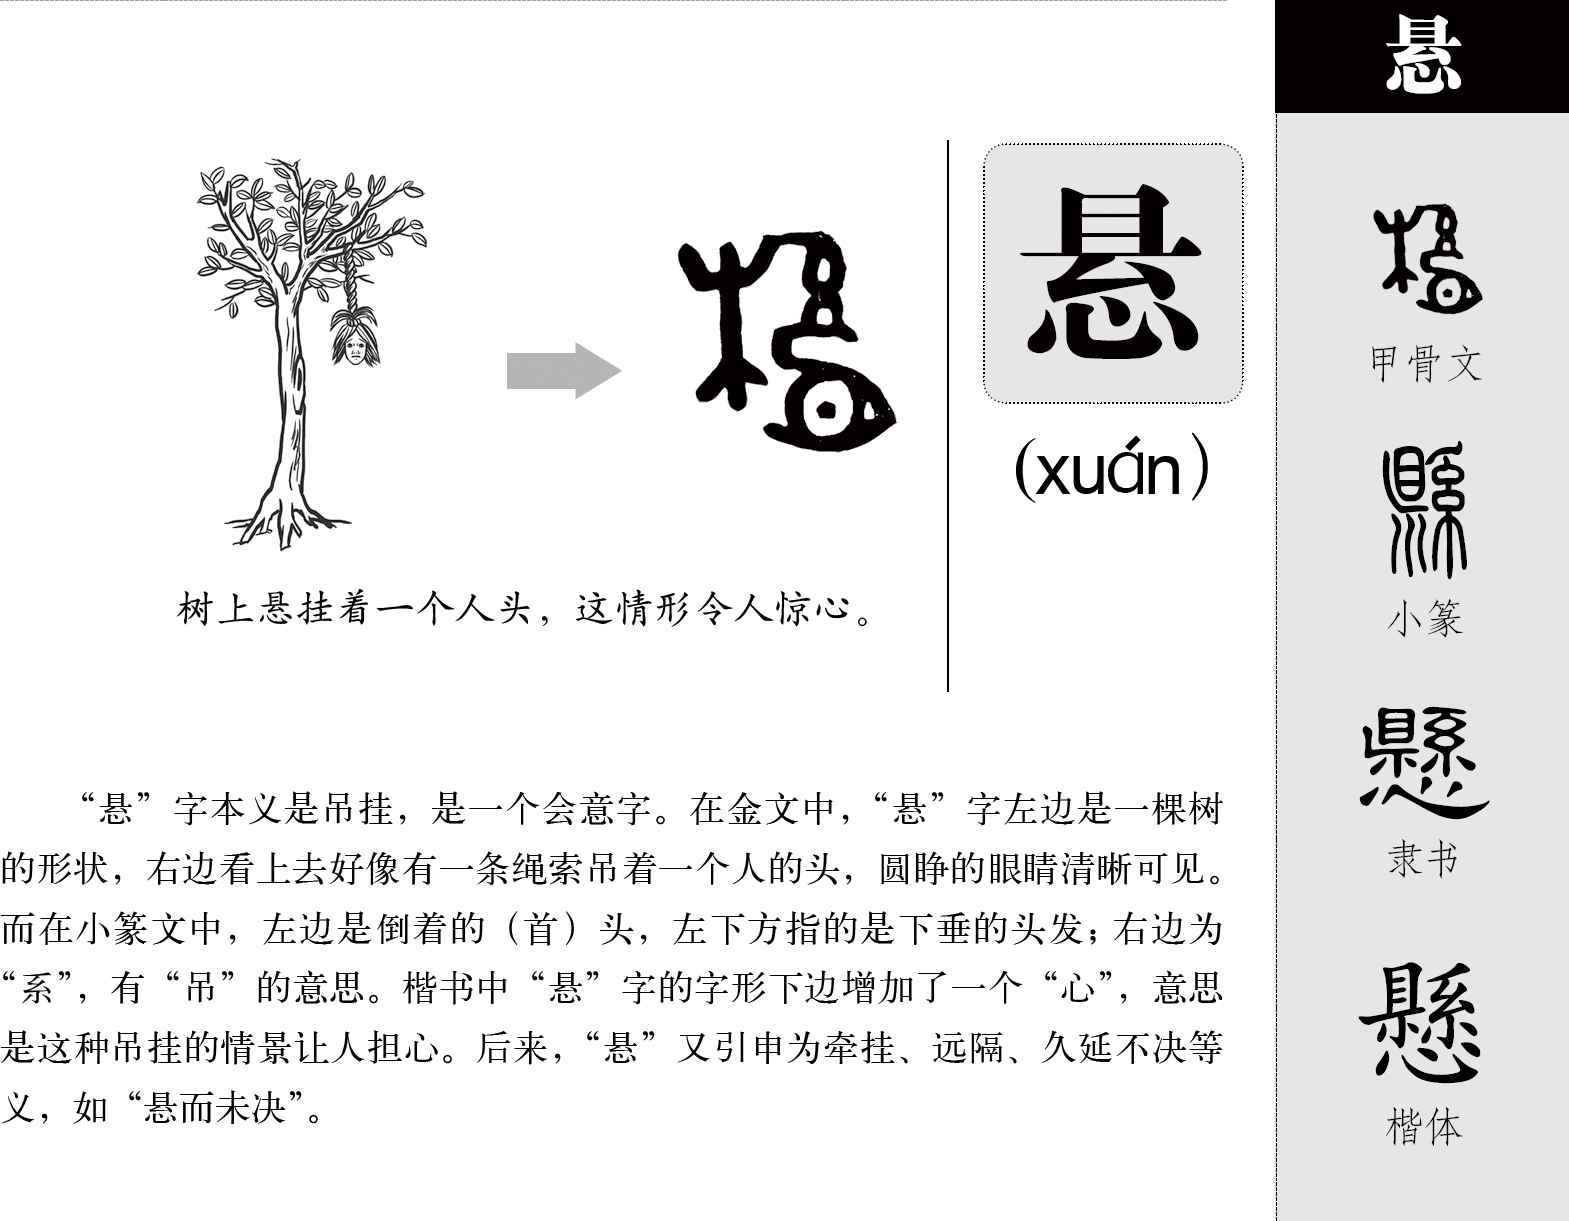 悬
悬
(xuán)
树上悬挂着一个人头，这情形令人惊心。
“悬”字本义是吊挂，是一个会意字。在金文中，“悬”字左边是一棵树
的形状，右边看上去好像有一条绳索吊着一个人的头，圆睁的眼睛清晰可见。
而在小篆文中，左边是倒着的（首）头，左下方指的是下垂的头发；右边为
“系”，有“吊”的意思。楷书中“悬”字的字形下边增加了一个“心”，意思
是这种吊挂的情景让人担心。后来，“悬”又引申为牵挂、远隔、久延不决等
义，如“悬而未决”。
甲骨文
縣
小篆
懸
隶书
懸
楷体